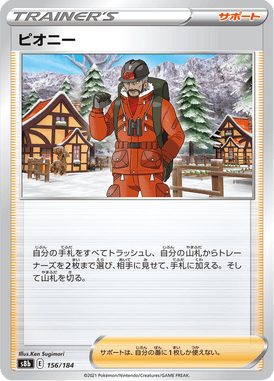 TRAINER'S サポート
ピオニー
自分の手札をすべてトラッシュし、自分の山札からトレー
ナーズを2枚まで選び、相手に見せて、手札に加える。そし
て山札を切る。
Illus.Ken Sugimori
s8b E 156/184
©2021 Pokémon/Nintendo/Creatures/GAME FREAK.
サポートは、自分の番に1枚しか使えない。